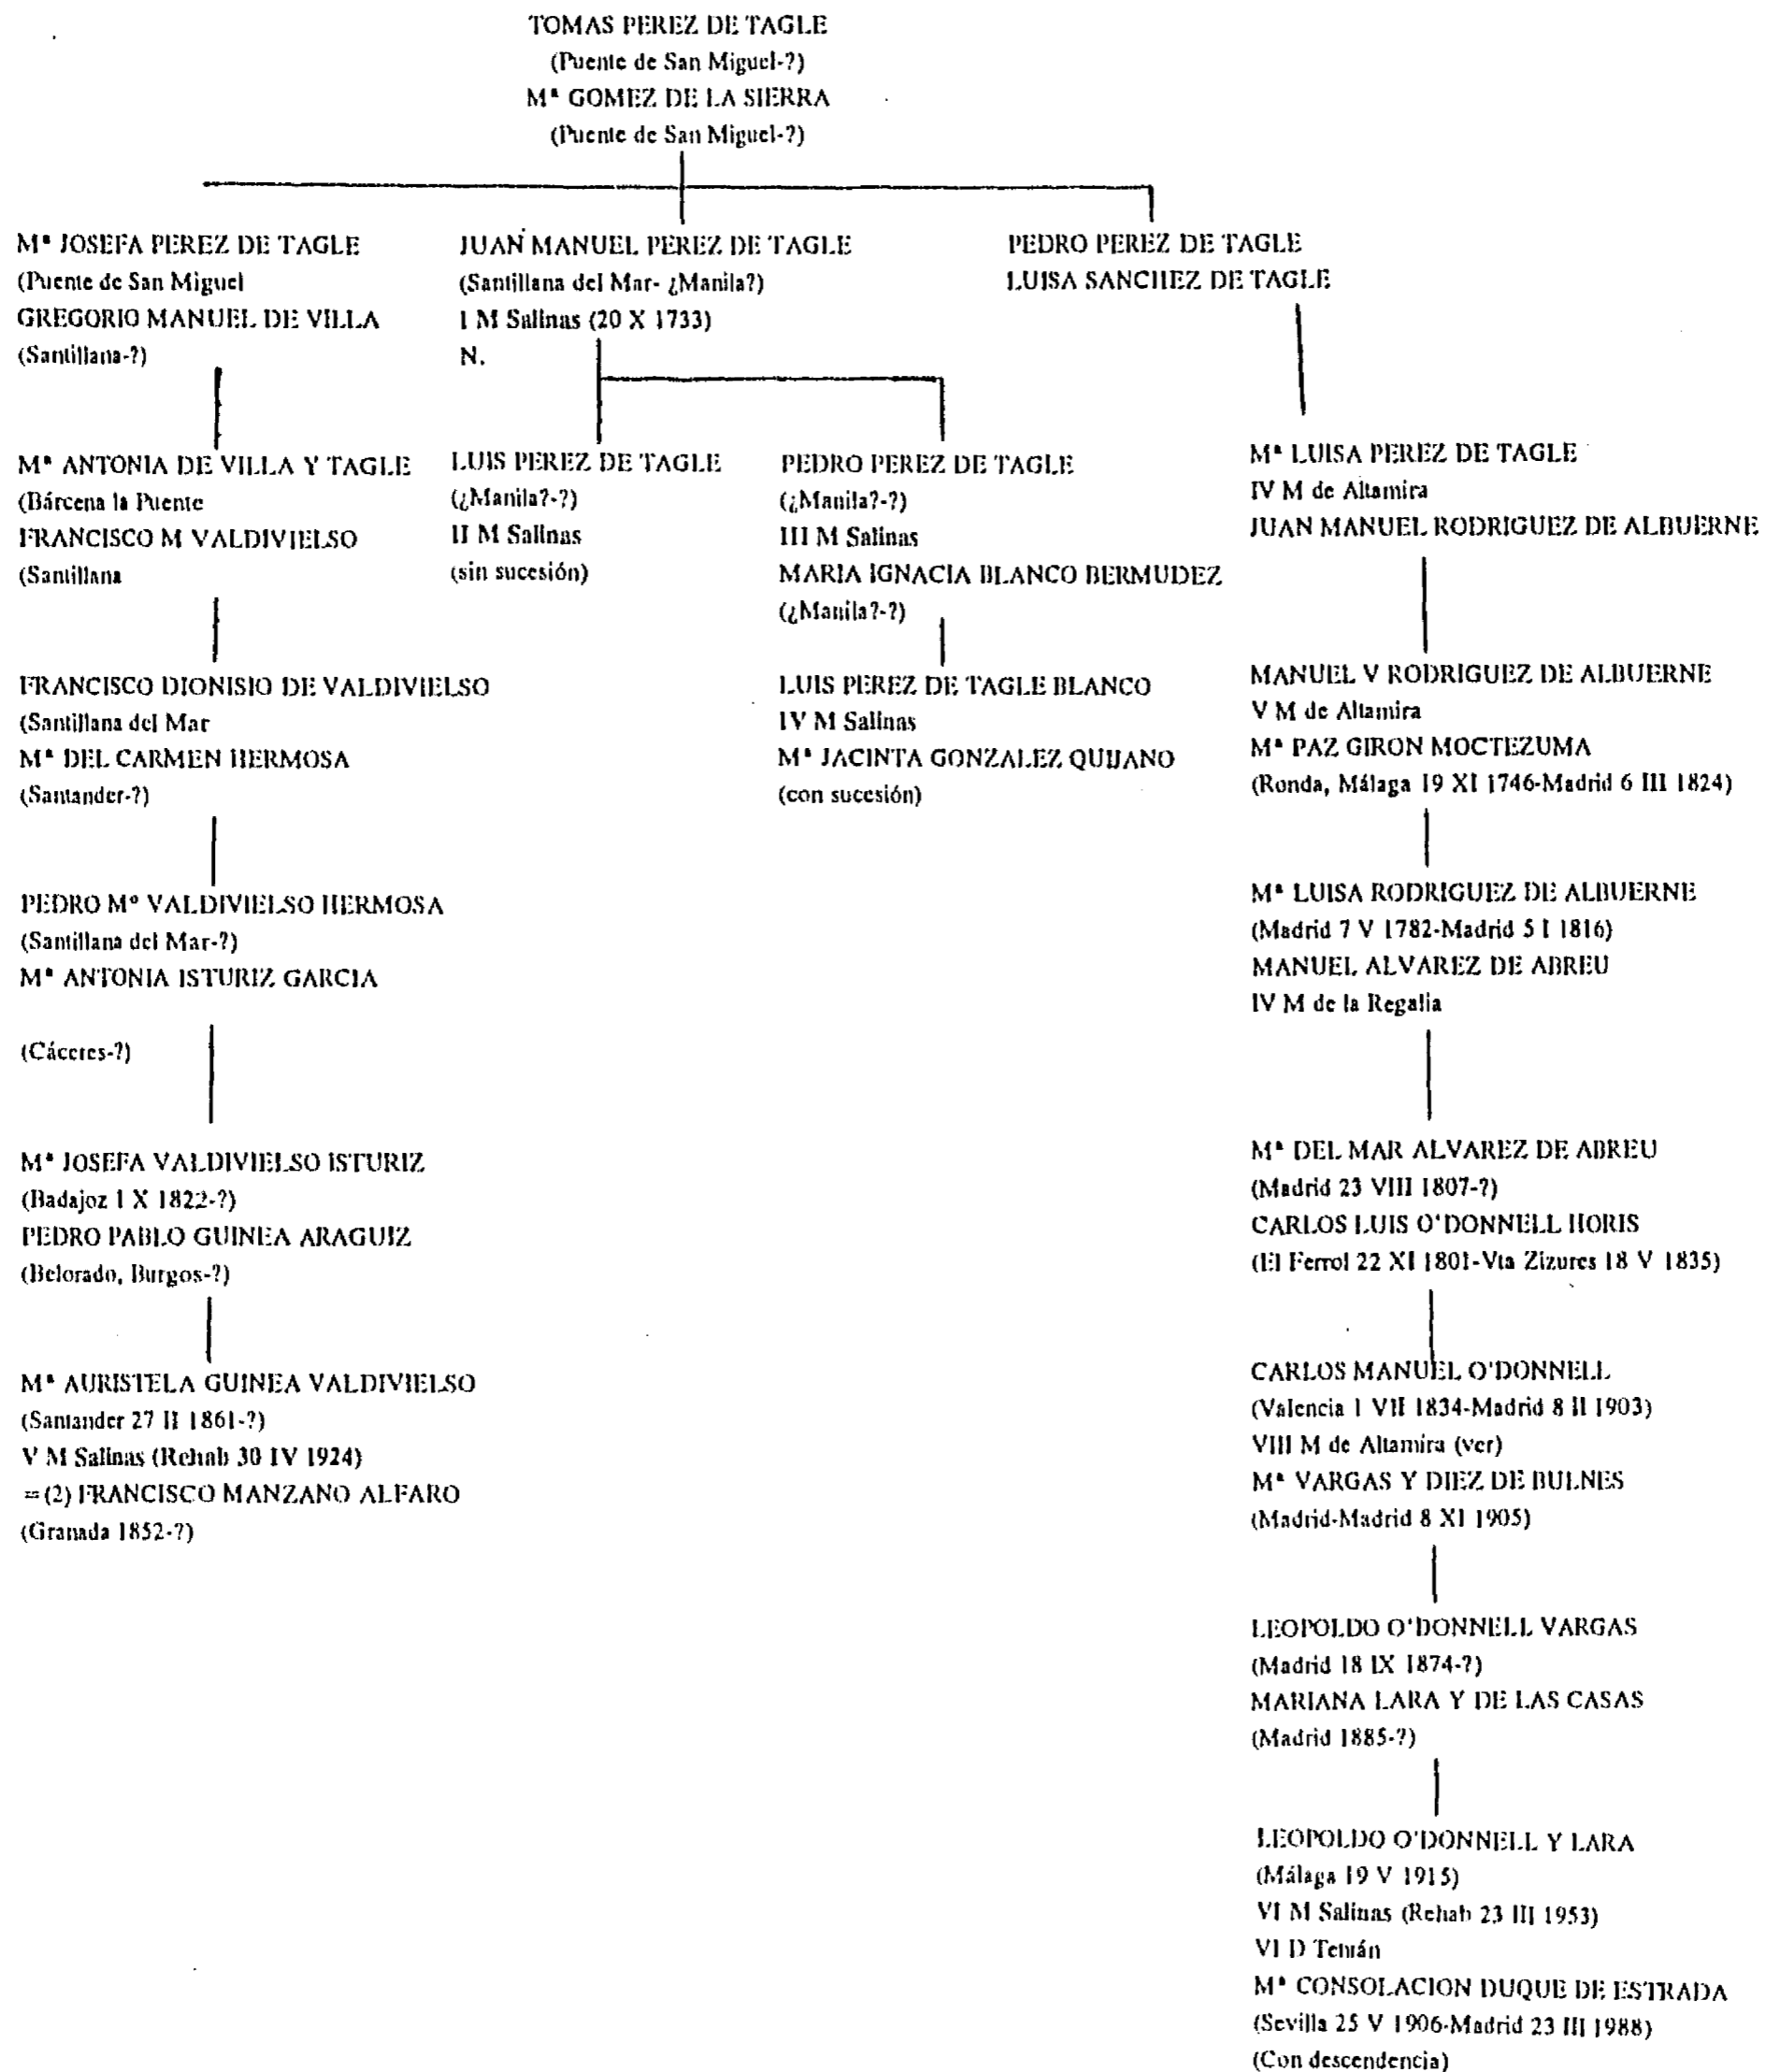 TOMAS PEREZ DE TAGLE
(Puente de San Miguel-?)
Mª GOMEZ DE LA SIERRA
(Puente de San Miguel-?)
Mª JOSEFA PEREZ DE TAGLE
(Puente de San Miguel
GREGORIO MANUEL DE VILLA
(Santillana-?)
JUAN MANUEL PEREZ DE TAGLE
(Santillana del Mar- ¿Manila?)
I M Salinas (20 X 1733)
N.
PEDRO PEREZ DE TAGLE
LUISA SANCHEZ DE TAGLE
Mª ANTONIA DE VILLA Y TAGLE
(Bárcena la Puente
FRANCISCO M VALDIVIELSO
(Santillana
LUIS PEREZ DE TAGLE
(¿Manila?-?)
II M Salinas
(sin sucesión)
PEDRO PEREZ DE TAGLE
(¿Manila?-?)
III M Salinas
MARIA IGNACIA BLANCO BERMUDEZ
(¿Manila?-?)
Mª LUISA PEREZ DE TAGLE
IV M de Altamira
JUAN MANUEL RODRIGUEZ DE ALBUERNE
FRANCISCO DIONISIO DE VALDIVIELSO
(Santillana del Mar
Mª DEL CARMEN HERMOSA
(Santander-?)
LUIS PEREZ DE TAGLE BLANCO
IV M Salinas
Mª JACINTA GONZALEZ QUIJANO
(con sucesión)
MANUEL V RODRIGUEZ DE ALBUERNE
V M de Altamira
Mª PAZ GIRON MOCTEZUMA
(Ronda, Málaga 19 XI 1746-Madrid 6 III 1824)
PEDRO Mº VALDIVIELSO HERMOSA
(Santillana del Mar-?)
Mª ANTONIA ISTURIZ GARCIA
(Cáceres-?)
Mª LUISA RODRIGUEZ DE ALBUERNE
(Madrid 7 V 1782-Madrid 5 I 1816)
MANUEL ALVAREZ DE ABREU
IV M de la Regalia
Mª JOSEFA VALDIVIELSO ISTURIZ
(Badajoz 1 X 1822-?)
PEDRO PABLO GUINEA ARAGUIZ
(Belorado, Burgos-?)
Mª DEL MAR ALVAREZ DE ABREU
(Madrid 23 VIII 1807-?)
CARLOS LUIS O'DONNELL HORIS
(El Ferrol 22 XI 1801-Vta Zizures 18 V 1835)
Mª AURISTELA GUINEA VALDIVIELSO
(Santander 27 II 1861-?)
V M Salinas (Rehab 30 IV 1924)
=(2) FRANCISCO MANZANO ALFARO
(Granada 1852-?)
CARLOS MANUEL O'DONNELL
(Valencia 1 VII 1834-Madrid 8 II 1903)
VIII M de Altamira (ver)
Mª VARGAS Y DIEZ DE BULNES
(Madrid-Madrid 8 XI 1905)
LEOPOLDO O'DONNELL VARGAS
(Madrid 18 IX 1874-?)
MARIANA LARA Y DE LAS CASAS
(Madrid 1885-?)
LEOPOLDO O'DONNELL Y LARA
(Málaga 19 V 1915)
VI M Salinas (Rehab 23 III 1953)
VI D Tetuán
Mª CONSOLACION DUQUE DE ESTRADA
(Sevilla 25 V 1906-Madrid 23 III 1988)
(Con descendencia)